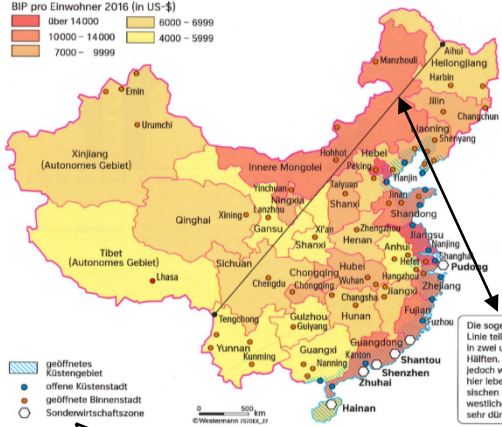 BIP pro Einwohner 2016 (in US-$)
über 14000
10000 - 14000
7000 - 9999
6000 - 6999
4000 - 5999
Aihui
Heilongjiang
Manzhouli
Harbin
Emin
Jilin
Changchun
Urumchi
Liaoning
Shenyang
Xinjiang
(Autonomes Gebiet)
Hohhot
Hebei
Peking
Innere Mongolei
Tianjin
Yinchuan
Taiyuan
Ningxia
Jinan
Qinghai
Xining
Lanzhou
Shanxi
Shandong
Gansu
Xi'an
Zhengzhou
Jiangsu
Shanxi
Henan
Nanjing
Tibet
(Autonomes Gebiet)
Sichuan
Anhui
Shanghai
Hefei
Pudong
Lhasa
Chongqing
Hubei
Hangzhou
Chengdu
Chongqing
Wuhan
Zhejiang
Changsha
Jiangxi
Tengchong
Guizhou
Hunan
Fujian
Guiyang
Fuzhou
Yunnan
Guangxi
Guangdong
Kunming
Nanning
Kanton
Shantou
Shenzhen
Zhuhai
Hainan
geöffnetes
Küstengebiet
offene Küstenstadt
geöffnete Binnenstadt
Sonderwirtschaftszone
0 500 km
©Westermann 7570EX_27
Die soge
Linie teil
in zwei u
Hälften.
jedoch w
hier lebe
sischen
westliche
sehr dür